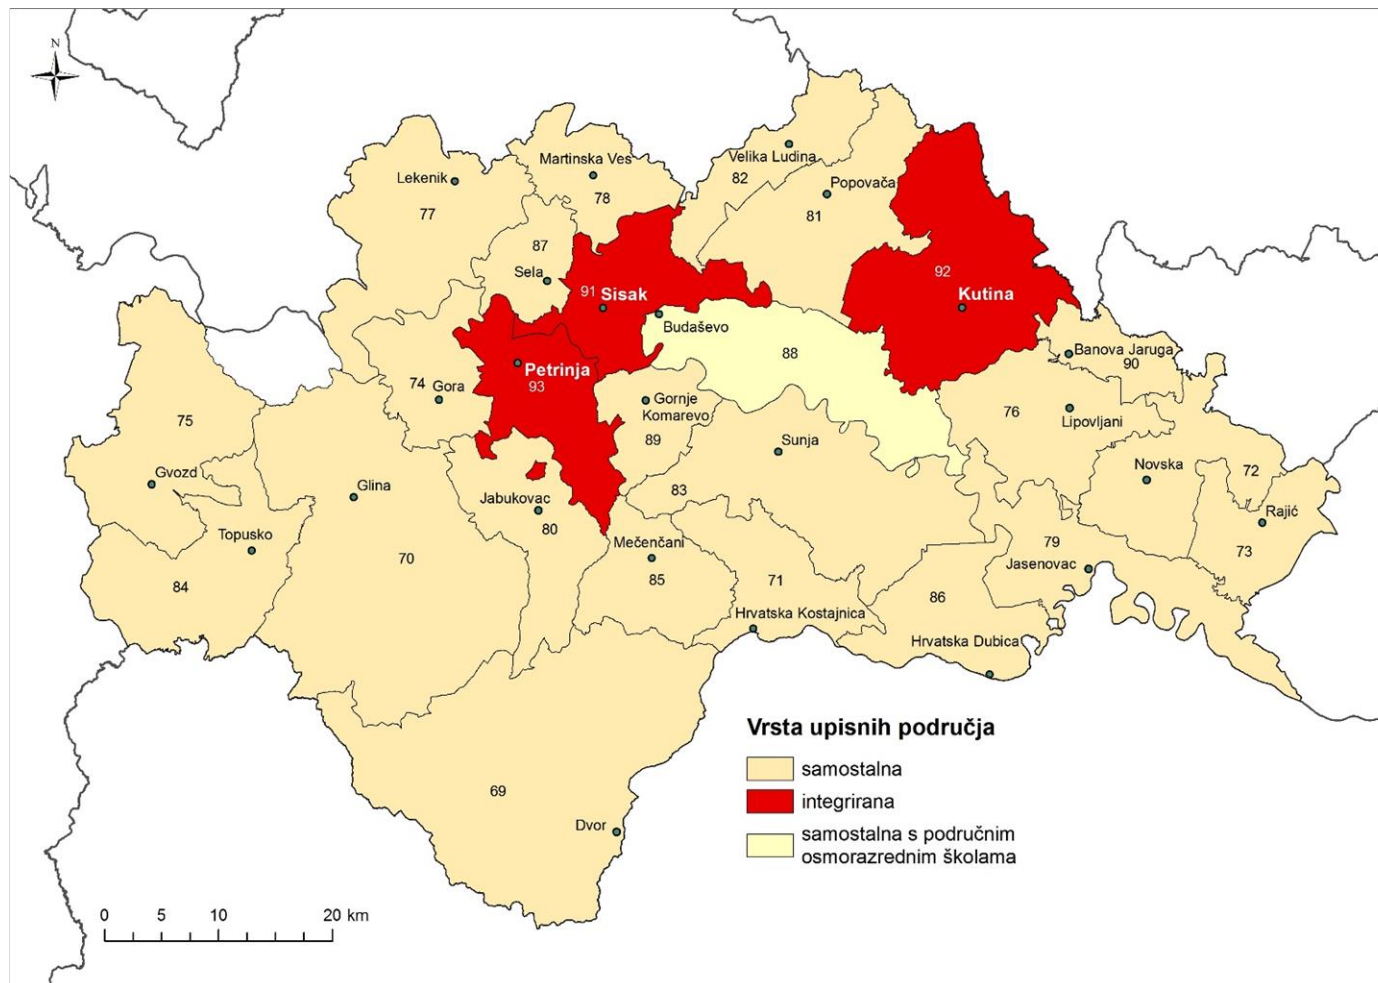 N
Martinska Ves
Velika Ludina
Lekenik
82
Popovača
78
77
81
87
Sela
92
91
Sisak
Kutina
Budaševo
88
Banova Jaruga
90
Petrinja
93
74
Gora
Gornje
Komarevo
76
Lipovljani
75
89
Sunja
Novska
72
Gvozd
Glina
83
Jabukovac
80
Rajić
Topusko
Mečenčani
79
Jasenovac
73
70
84
85
71
86
Hrvatska Kostajnica
Hrvatska Dubica
69
Dvor
Vrsta upisnih područja
samostalna
integrirana
samostalna s područnim
osmorazrednim školama
0 5 10 20 km